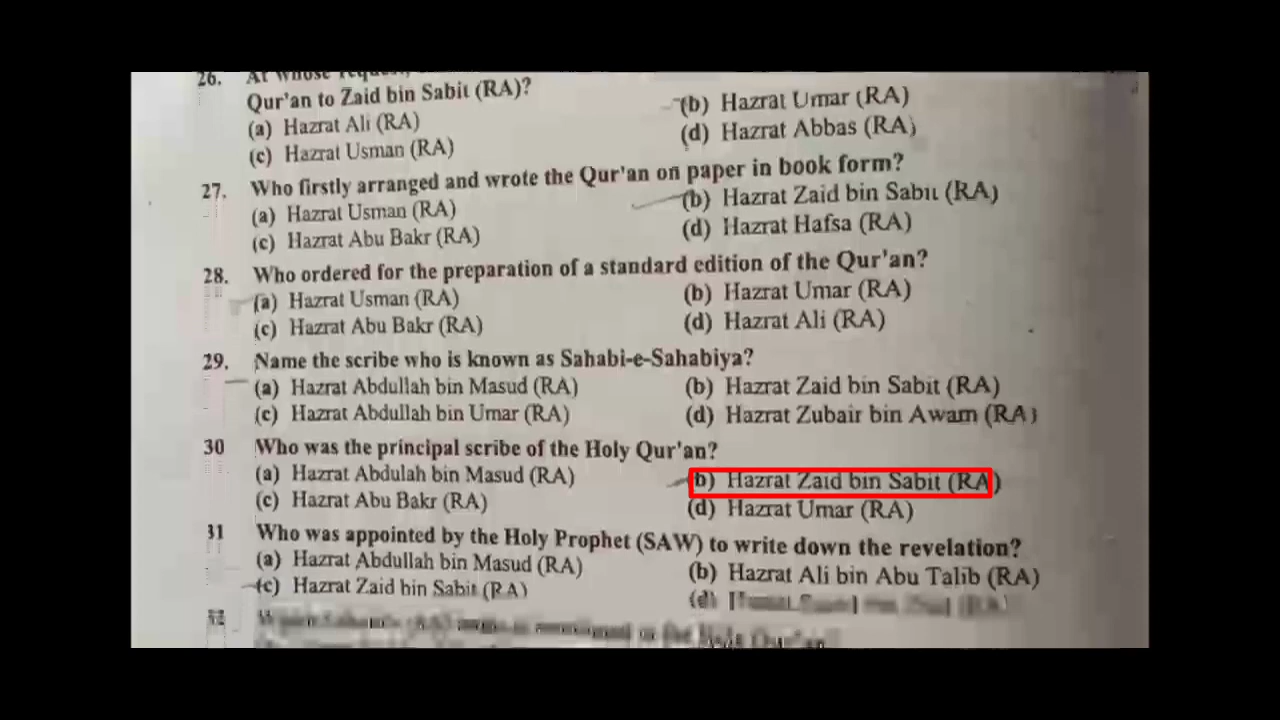 26. At whose request,
Qur'an to Zaid bin Sabit (RA)?
(a) Hazrat Ali (RA)
(b) Hazrat Umar (RA)
(c) Hazrat Usman (RA)
(d) Hazrat Abbas (RA)
27. Who firstly arranged and wrote the Qur'an on paper in book form?
(a) Hazrat Usman (RA)
(b) Hazrat Zaid bin Sabit (RA)
(c) Hazrat Abu Bakr (RA)
(d) Hazrat Hafsa (RA)
28. Who ordered for the preparation of a standard edition of the Qur'an?
(a) Hazrat Usman (RA)
(b) Hazrat Umar (RA)
(c) Hazrat Abu Bakr (RA)
(d) Hazrat Ali (RA)
29. Name the scribe who is known as Sahabi-e-Sahabiya?
(a) Hazrat Abdullah bin Masud (RA)
(b) Hazrat Zaid bin Sabit (RA)
(c) Hazrat Abdullah bin Umar (RA)
(d) Hazrat Zubair bin Awam (RA)
30 Who was the principal scribe of the Holy Qur'an?
(a) Hazrat Abdulah bin Masud (RA)
(b) Hazrat Zaid bin Sabit (RA)
(c) Hazrat Abu Bakr (RA)
(d) Hazrat Umar (RA)
31 Who was appointed by the Holy Prophet (SAW) to write down the revelation?
(a) Hazrat Abdullah bin Masud (RA)
(b) Hazrat Ali bin Abu Talib (RA)
(c) Hazrat Zaid bin Sabit (RA)
(d)
32